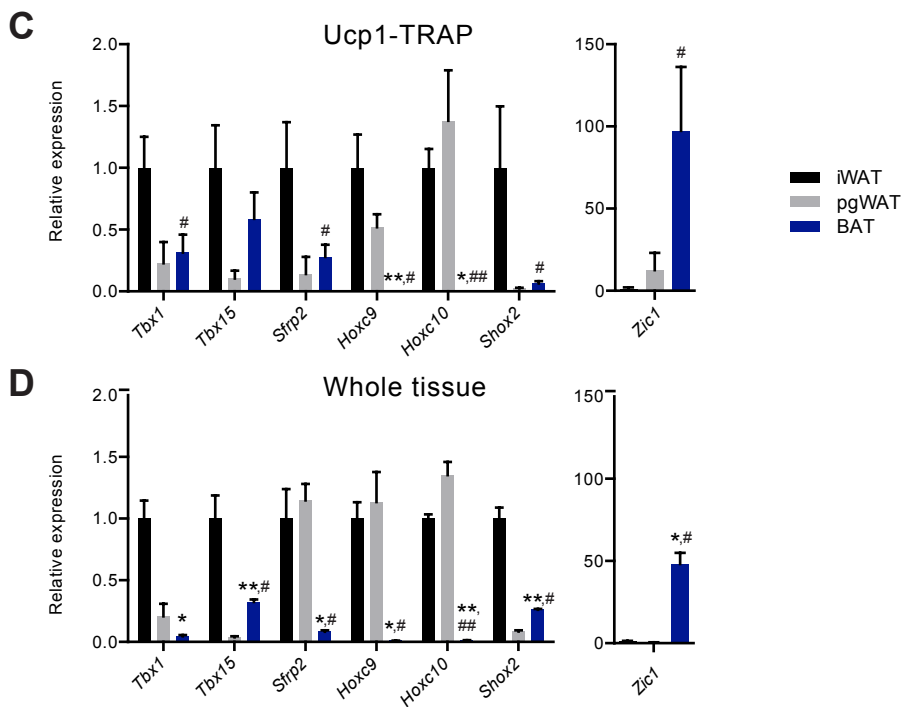 C
Ucp1-TRAP
Relative expression
2.0
1.5
1.0
0.5
0.0
#
#
**,#
*,##
#
Tbx1 Tbx15 Sfrp2 Hoxc9 Hoxc10 Shox2
150
100
50
0
#
Zic1
iWAT
pgWAT
BAT
D
Whole tissue
Relative expression
2.0
1.5
1.0
0.5
0.0
*
**,#
*,#
*,#
**,
##
**,#
Tbx1 Tbx15 Sfrp2 Hoxc9 Hoxc10 Shox2
150
100
50
0
*,#
Zic1